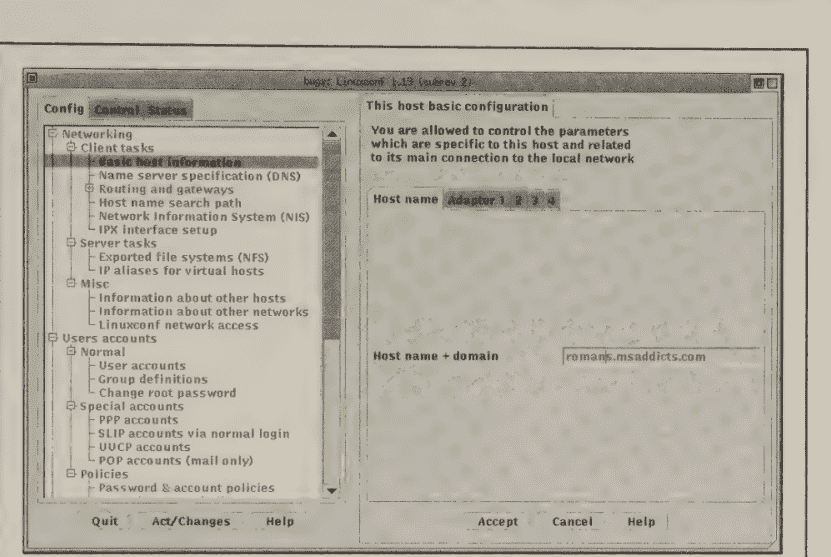 bugs: Linuxconf 1.13 (subrev 2)
Config Control Status
Networking
Client tasks
Basic host information
Name server specification (DNS)
Routing and gateways
Host name search path
Network Information System (NIS)
IPX interface setup
Server tasks
Exported file systems (NFS)
IP aliases for virtual hosts
Misc
Information about other hosts
Information about other networks
Linuxconf network access
Users accounts
Normal
User accounts
Group definitions
Change root password
Special accounts
PPP accounts
SLIP accounts via normal login
UUCP accounts
POP accounts (mail only)
Policies
Password & account policies
Quit Act/Changes Help
This host basic configuration
You are allowed to control the parameters
which are specific to this host and related
to its main connection to the local network
Host name Adaptor 1 2 3 4
Host name + domain romans.msaddicts.com
Accept Cancel Help